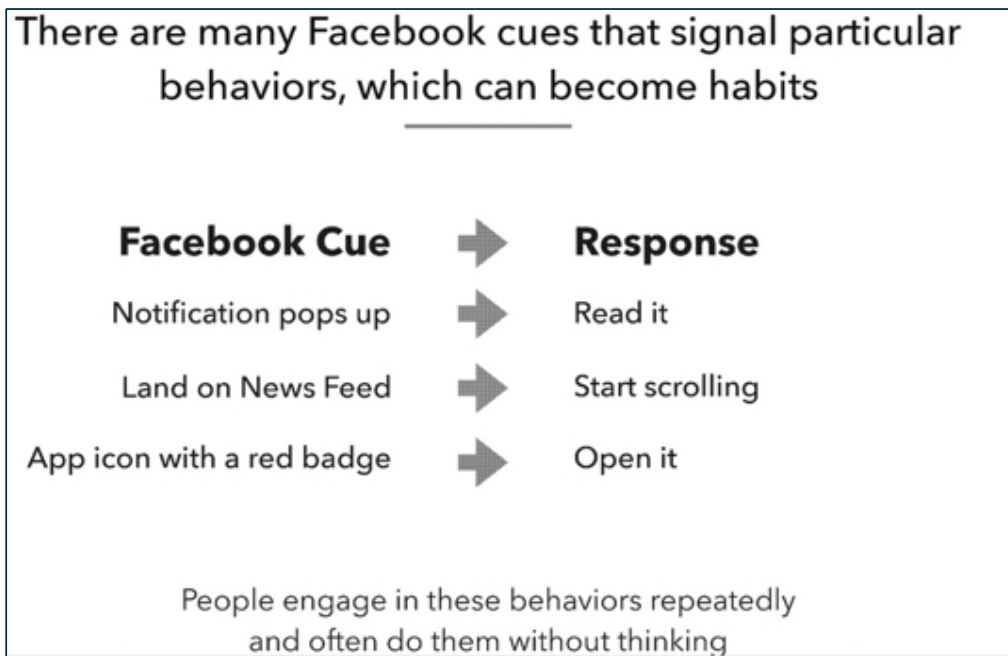 There are many Facebook cues that signal particular
behaviors, which can become habits
Facebook Cue Response
Notification pops up Read it
Land on News Feed Start scrolling
App icon with a red badge Open it
People engage in these behaviors repeatedly
and often do them without thinking